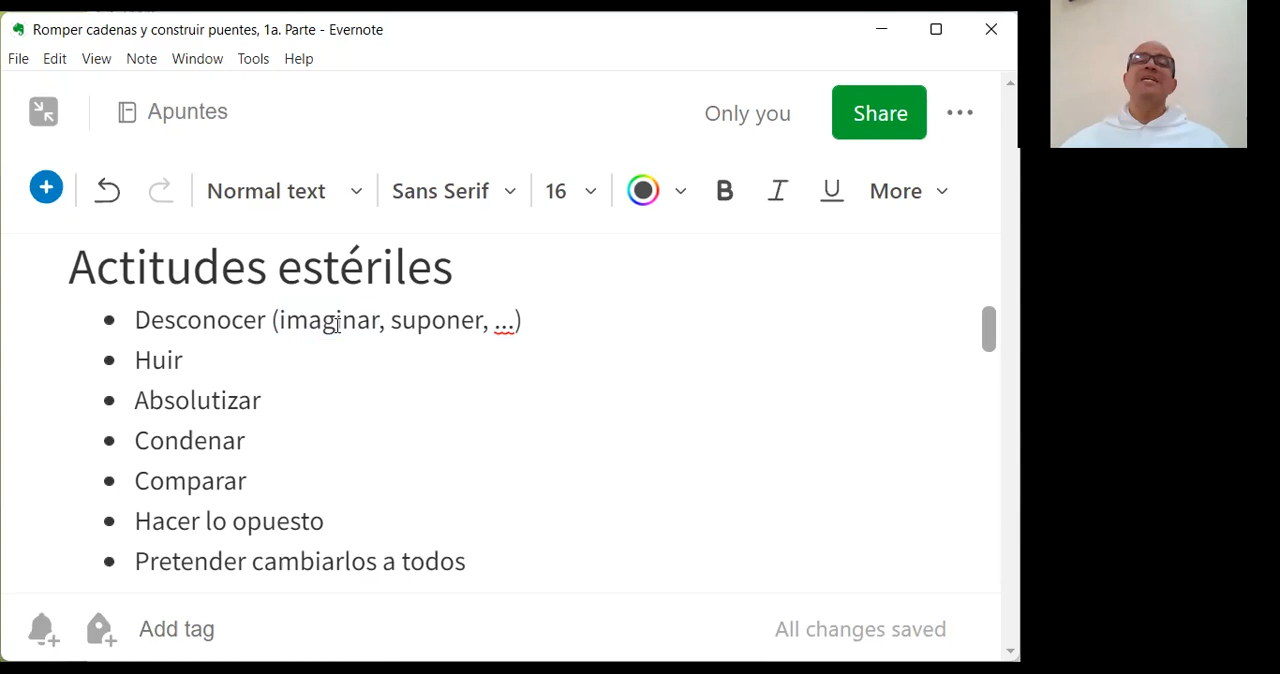 Romper cadenas y construir puentes, 1a. Parte - Evernote
File Edit View Note Window Tools Help
Apuntes
Only you
Share
Normal text
Sans Serif
16
B
I
U
More
Actitudes estériles
Desconocer (imaginar, suponer, ...)
Huir
Absolutizar
Condenar
Comparar
Hacer lo opuesto
Pretender cambiarlos a todos
Add tag
All changes saved